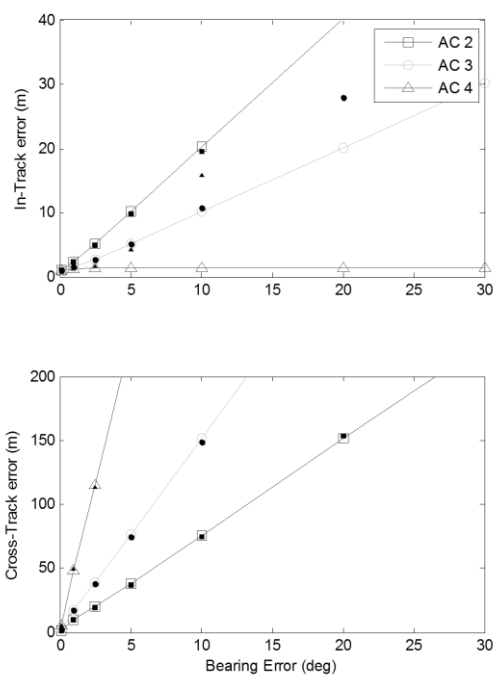 40
30
20
10
0
In-Track error (m)
AC 2
AC 3
AC 4
0 5 10 15 20 25 30
200
150
100
50
0
Cross-Track error (m)
0 5 10 15 20 25 30
Bearing Error (deg)